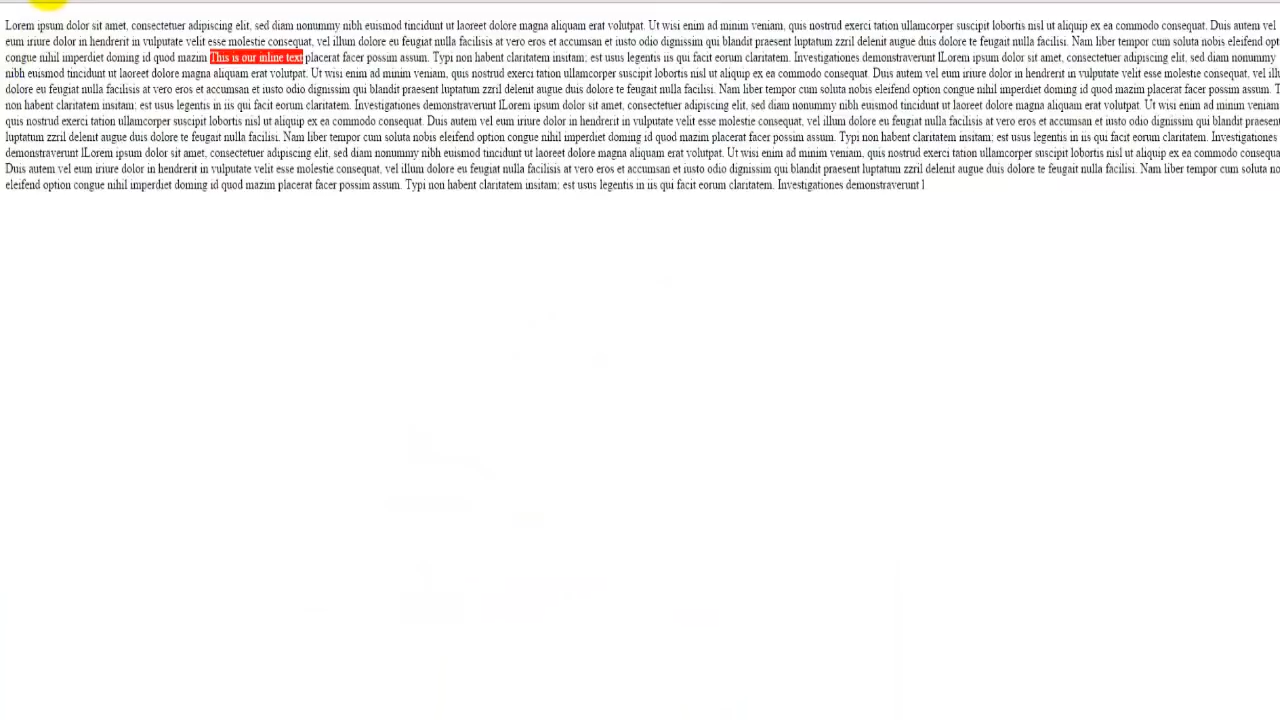 Lorem ipsum dolor sit amet, consectetuer adipiscing elit, sed diam nonummy nibh euismod tincidunt ut laoreet dolore magna aliquam erat volutpat. Ut wisi enim ad minim veniam, quis nostrud exerci tation ullamcorper suscipit lobortis nisl ut aliquip ex ea commodo consequat. Duis autem vel
eum iriure dolor in hendrerit in vulputate velit esse molestie consequat, vel illum dolore eu feugiat nulla facilisis at vero eros et accumsan et iusto odio dignissim qui blandit praesent luptatum zzril delenit augue duis dolore te feugait nulla facilisi. Nam liber tempor cum soluta nobis eleifend
congue nihil imperdiet doming id quod mazim This is our inline text placerat facer possim assum. Typi non habent claritatem insitam; est usus legentis in iis qui facit eorum claritatem. Investigationes demonstraverunt lLorem ipsum dolor sit amet, consectetuer adipiscing elit, sed diam nonummy
nibh euismod tincidunt ut laoreet dolore magna aliquam erat volutpat. Ut wisi enim ad minim veniam, quis nostrud exerci tation ullamcorper suscipit lobortis nisl ut aliquip ex ea commodo consequat. Duis autem vel eum iriure dolor in hendrerit in vulputate velit esse molestie consequat, vel
dolore eu feugiat nulla facilisis at vero eros et accumsan et iusto odio dignissim qui blandit praesent luptatum zzril delenit augue duis dolore te feugait nulla facilisi. Nam liber tempor cum soluta nobis eleifend option congue nihil imperdiet doming id quod mazim placerat facer possim assum.
non habent claritatem insitam; est usus legentis in iis qui facit eorum claritatem. Investigationes demonstraverunt lLorem ipsum dolor sit amet, consectetuer adipiscing elit, sed diam nonummy nibh euismod tincidunt ut laoreet dolore magna aliquam erat volutpat. Ut wisi enim ad minim veniam,
quis nostrud exerci tation ullamcorper suscipit lobortis nisl ut aliquip ex ea commodo consequat. Duis autem vel eum iriure dolor in hendrerit in vulputate velit esse molestie consequat, vel illum dolore eu feugiat nulla facilisis at vero eros et accumsan et iusto odio dignissim qui blandit praesent
luptatum zzril delenit augue duis dolore te feugait nulla facilisi. Nam liber tempor cum soluta nobis eleifend option congue nihil imperdiet doming id quod mazim placerat facer possim assum. Typi non habent claritatem insitam; est usus legentis in iis qui facit eorum claritatem. Investigationes
demonstraverunt lLorem ipsum dolor sit amet, consectetuer adipiscing elit, sed diam nonummy nibh euismod tincidunt ut laoreet dolore magna aliquam erat volutpat. Ut wisi enim ad minim veniam, quis nostrud exerci tation ullamcorper suscipit lobortis nisl ut aliquip ex ea commodo
Duis autem vel eum iriure dolor in hendrerit in vulputate velit esse molestie consequat, vel illum dolore eu feugiat nulla facilisis at vero eros et accumsan et iusto odio dignissim qui blandit praesent luptatum zzril delenit augue duis dolore te feugait nulla facilisi. Nam liber tempor cum soluta
eleifend option congue nihil imperdiet doming id quod mazim placerat facer possim assum. Typi non habent claritatem insitam; est usus legentis in iis qui facit eorum claritatem. Investigationes demonstraverunt l